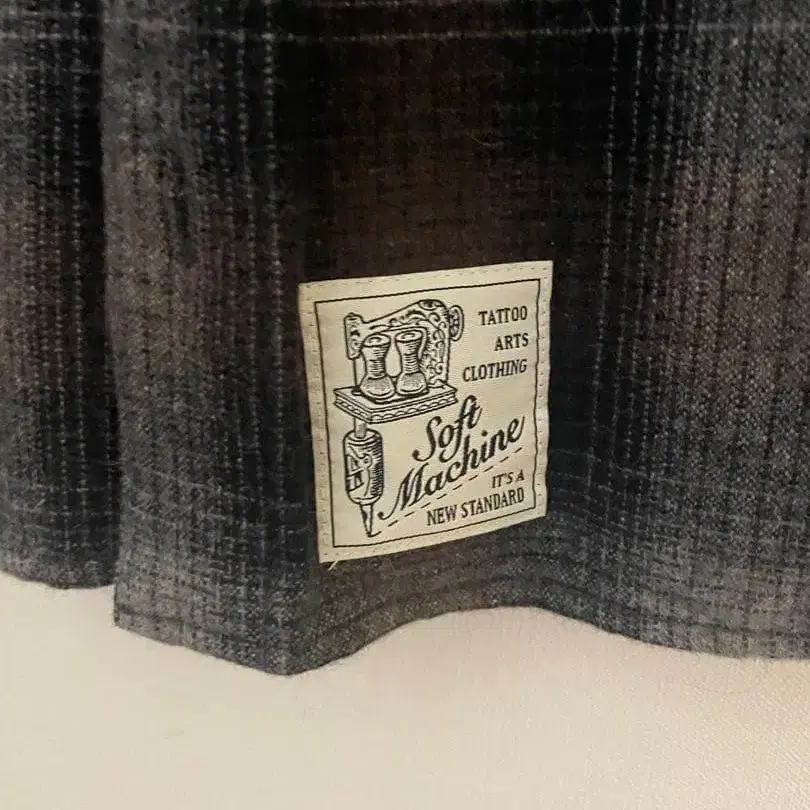 TATTOO
ARTS
CLOTHING
Soft
Machine
IT'S A
NEW STANDARD